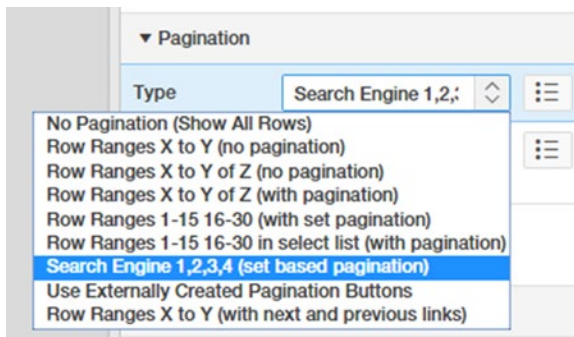 ▼ Pagination
Type Search Engine 1,2,:
No Pagination (Show All Rows)
Row Ranges X to Y (no pagination)
Row Ranges X to Y of Z (no pagination)
Row Ranges X to Y of Z (with pagination)
Row Ranges 1-15 16-30 (with set pagination)
Row Ranges 1-15 16-30 in select list (with pagination)
Search Engine 1,2,3,4 (set based pagination)
Use Externally Created Pagination Buttons
Row Ranges X to Y (with next and previous links)